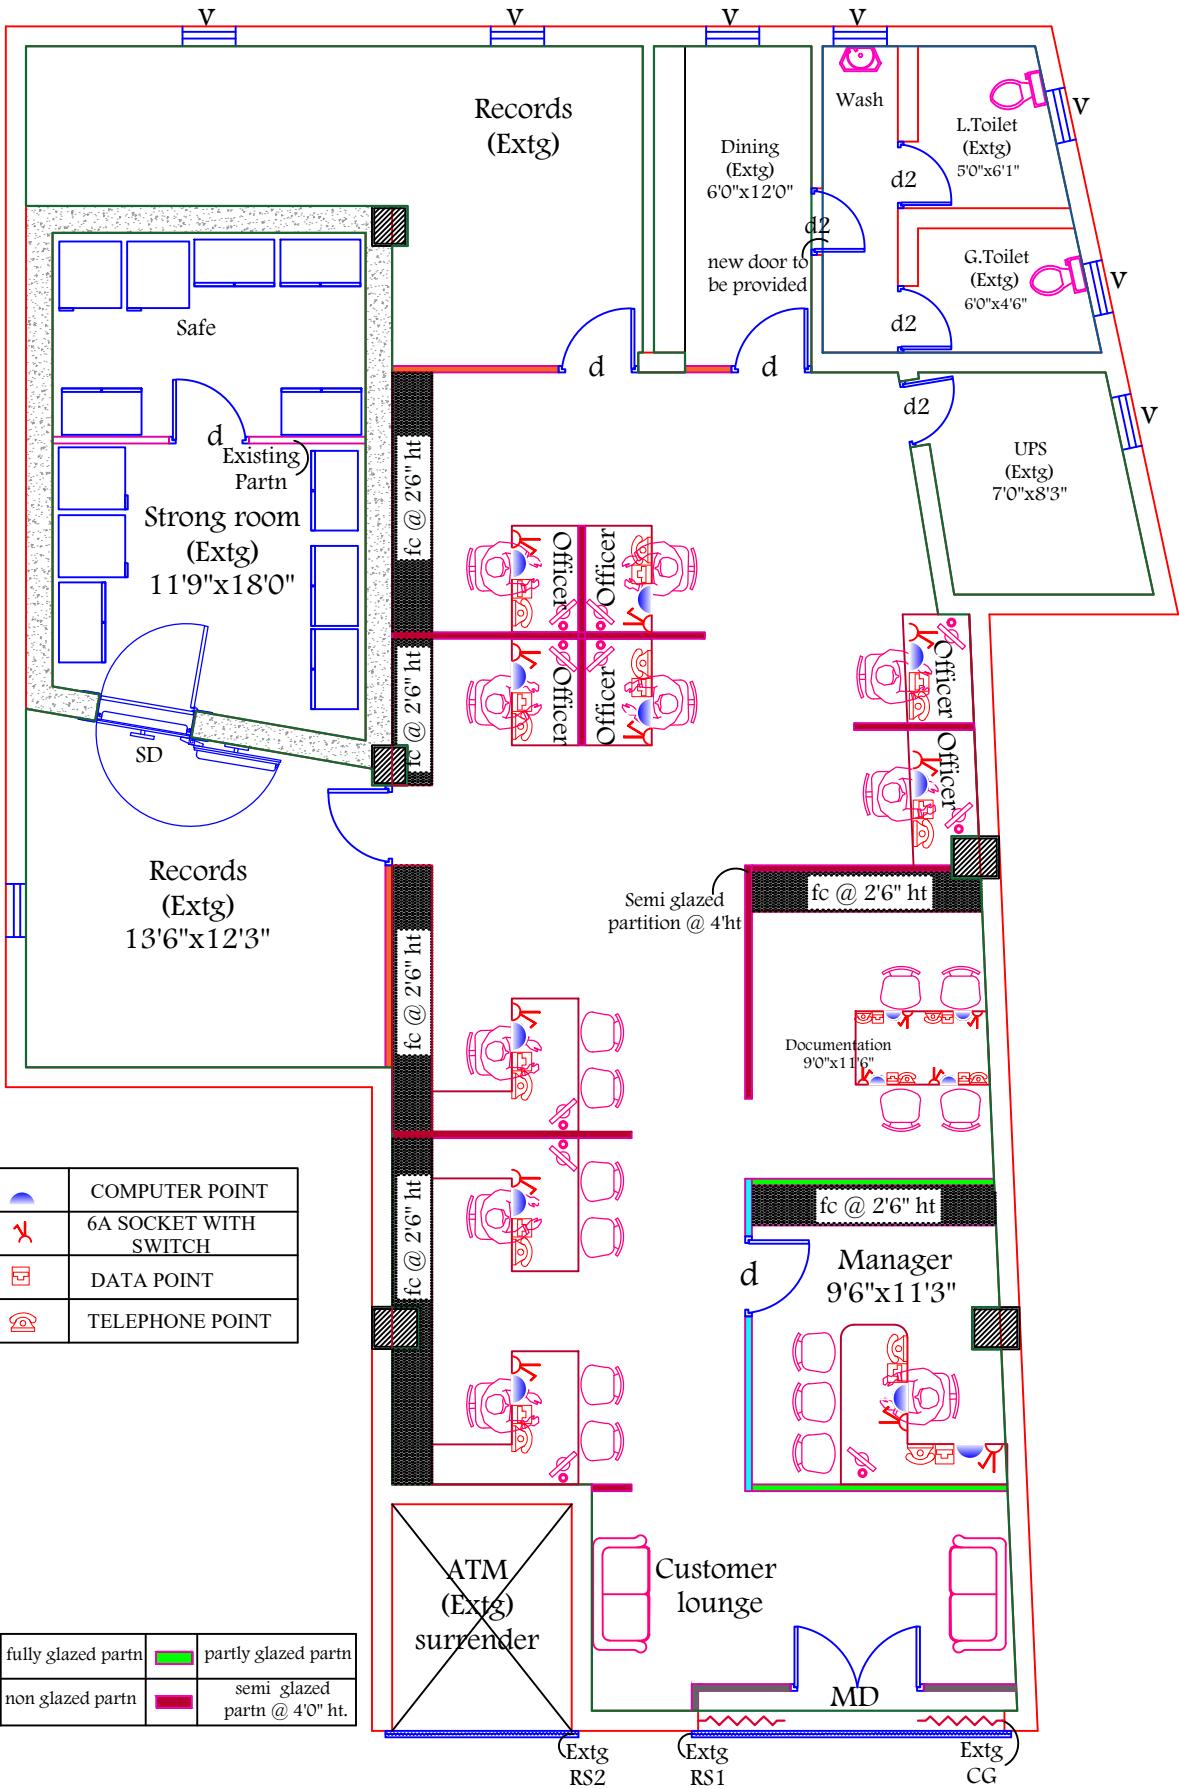 V
V
V
V
Records
(Extg)
Dining
(Extg)
6'0"x12'0"
Wash
L.Toilet
(Extg)
5'0"x6'1"
V
d2
d2
new door to
be provided
G.Toilet
(Extg)
6'0"x4'6"
V
d2
Safe
d
d
d2
V
d
Existing
Partn
UPS
(Extg)
7'0"x8'3"
Strong room
(Extg)
11'9"x18'0"
fc @ 2'6" ht
Officer
Officer
fc @ 2'6" ht
Officer
Officer
Officer
Officer
SD
Records
(Extg)
13'6"x12'3"
Semi glazed
partition @ 4'ht
fc @ 2'6" ht
fc @ 2'6" ht
Documentation
9'0"x11'6"
COMPUTER POINT
6A SOCKET WITH
SWITCH
DATA POINT
TELEPHONE POINT
fc @ 2'6" ht
fc @ 2'6" ht
d
Manager
9'6"x11'3"
ATM
(Extg)
surrender
Customer
lounge
fully glazed partn
partly glazed partn
non glazed partn
semi glazed
partn @ 4'0" ht.
MD
Extg
RS2
Extg
RS1
Extg
CG